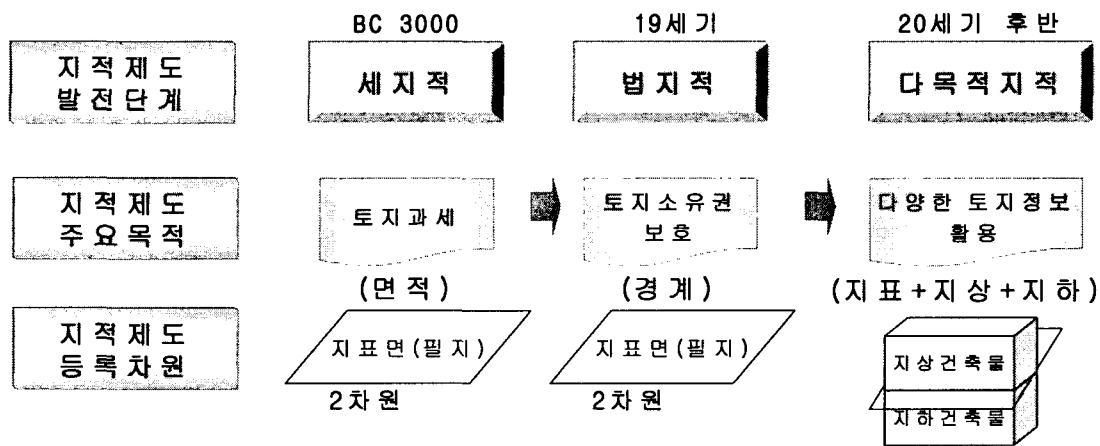 BC 3000 19세기 20세기 후반
지적제도
발전단계
세지적 법지적 다목적지적
지적제도
주요목적
토지과세
토지소유권
보호
다양한 토지정보
활용
(면적) (경계) (지표+지상+지하)
지적제도
등록차원
지표면(필지) 지표면(필지)
지상건축물
지하건축물
2차원 2차원